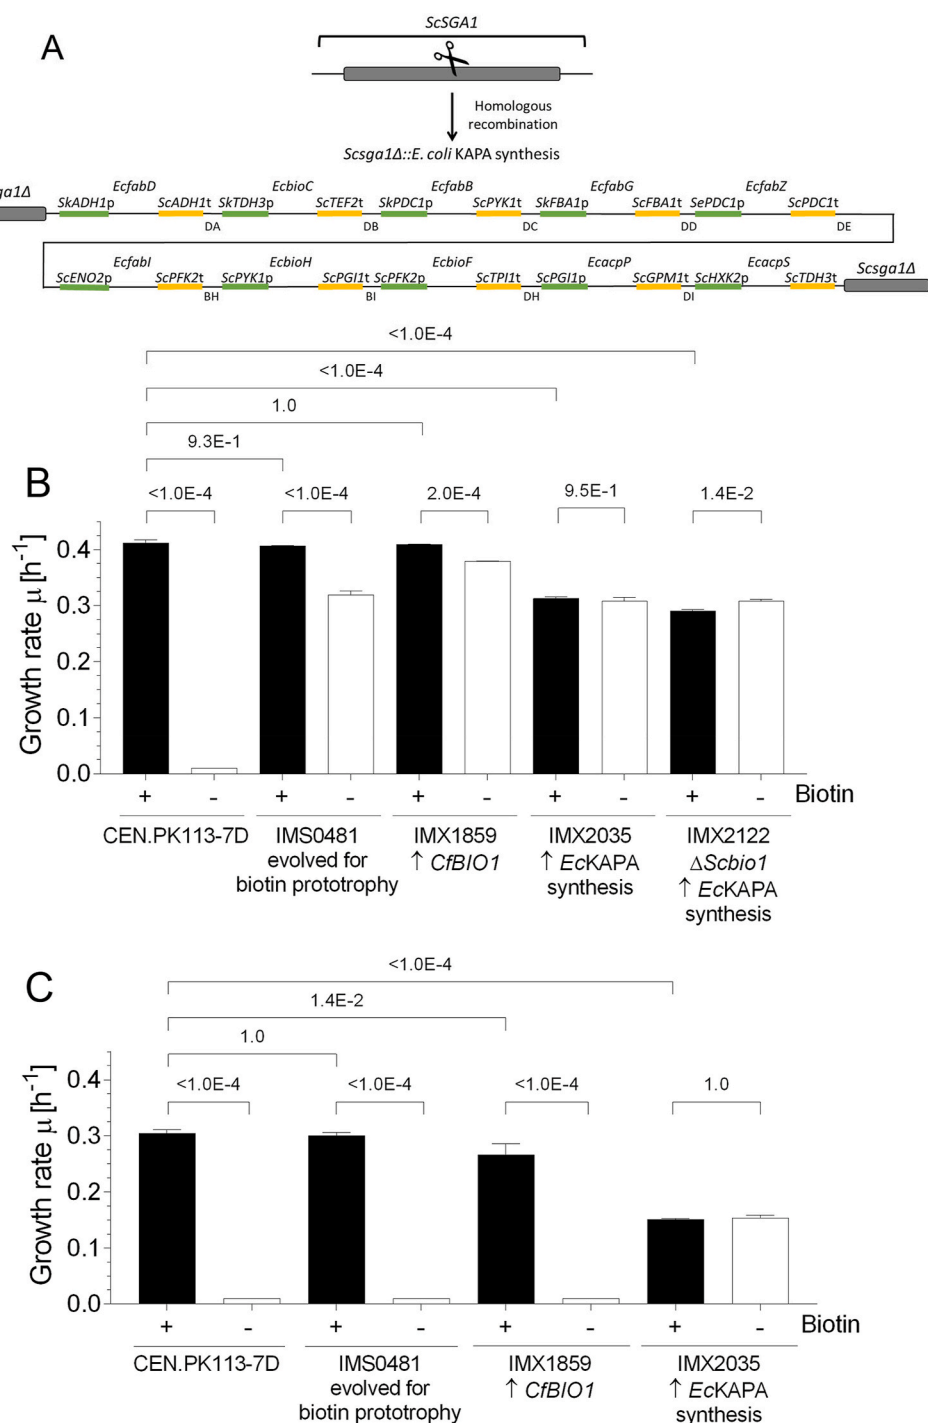 A
ScSGA1
Homologous
recombination
Scsga1Δ::E. coli KAPA synthesis
ga1Δ
EcfabD EcbioC EcfabB EcfabG EcfabZ
SkADH1p ScADH1t SkTDH3p ScTEF2t SkPDC1p ScPYK1t SkFBA1p ScFBA1t SePDC1p ScPDC1t
DA DB DC DD DE
EcfabI EcbioH EcbioF EcacpP EcacpS
ScENO2p ScPFK2t ScPYK1p ScPGI1t ScPFK2p ScTPI1t ScPGI1p ScGPM1t ScHXK2p ScTDH3t Scsga1Δ
BH BI DH DI
<1.0E-4
<1.0E-4
1.0
9.3E-1
B
<1.0E-4 <1.0E-4 2.0E-4 9.5E-1 1.4E-2
Growth rate µ [h-1]
0.4
0.3
0.2
0.1
0.0
+ - + - + - + - + - Biotin
CEN.PK113-7D IMS0481 IMX1859 IMX2035 IMX2122
evolved for ↑ CfBIO1 ↑ EcKAPA ΔScbio1
biotin prototrophy synthesis ↑ EcKAPA
synthesis
C
<1.0E-4
1.4E-2
1.0
<1.0E-4 <1.0E-4 <1.0E-4 1.0
Growth rate µ [h-1]
0.4
0.3
0.2
0.1
0.0
+ - + - + - + - Biotin
CEN.PK113-7D IMS0481 IMX1859 IMX2035
evolved for ↑ CfBIO1 ↑ EcKAPA
biotin prototrophy synthesis